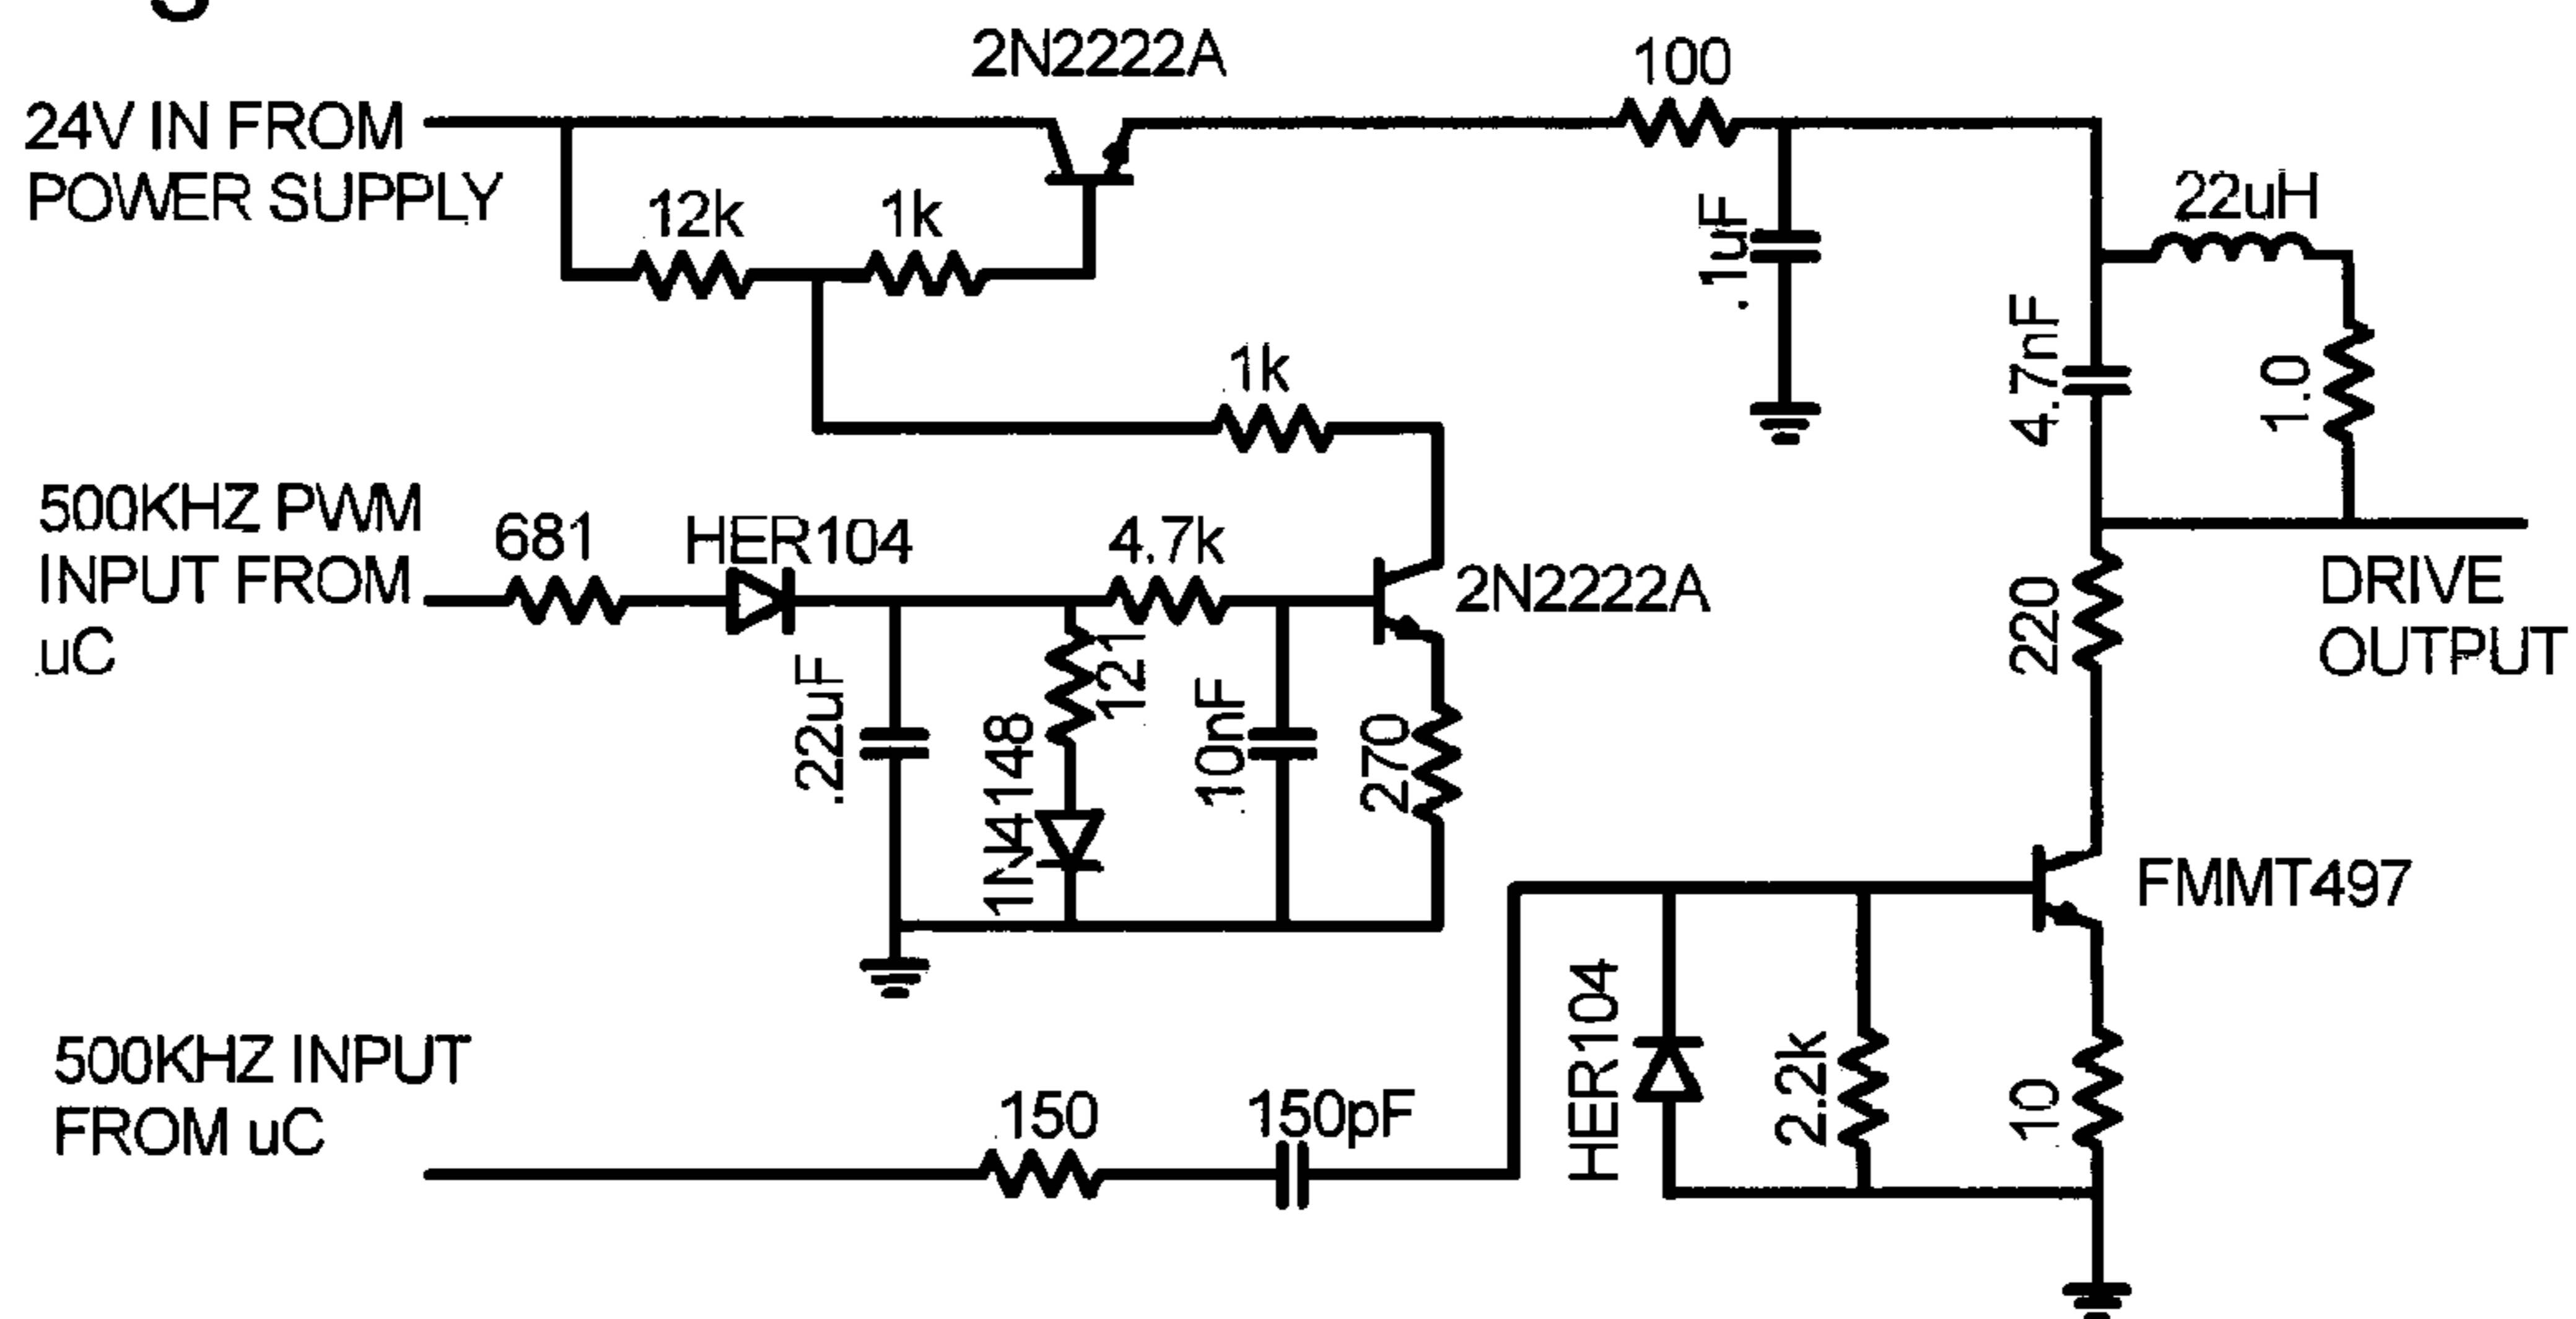 2N2222A
100
24V IN FROM
POWER SUPPLY
12k
1k
.1uF
22uH
1k
4.7nF
1.0
500KHZ PWM
INPUT FROM
uC
681
HER104
4.7k
2N2222A
220
DRIVE
OUTPUT
.22uF
121
1N4148
10nF
270
FMMT497
500KHZ INPUT
FROM uC
150
150pF
HER104
2.2k
10